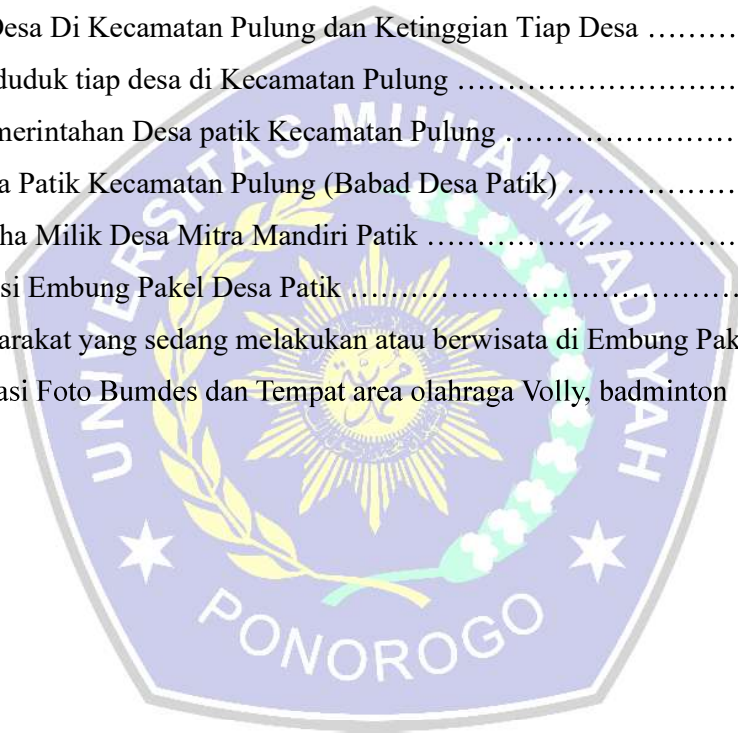 Desa Di Kecamatan Pulung dan Ketinggian Tiap Desa ………
duduk tiap desa di Kecamatan Pulung ……………………
merintahan Desa patik Kecamatan Pulung …………………
a Patik Kecamatan Pulung (Babad Desa Patik) ……………
ha Milik Desa Mitra Mandiri Patik ………………………
si Embung Pakel Desa Patik ………………………………
arakat yang sedang melakukan atau berwisata di Embung Pak
asi Foto Bumdes dan Tempat area olahraga Volly, badminton
UNIVERSITAS MUHAMMADIYAH
PONOROGO